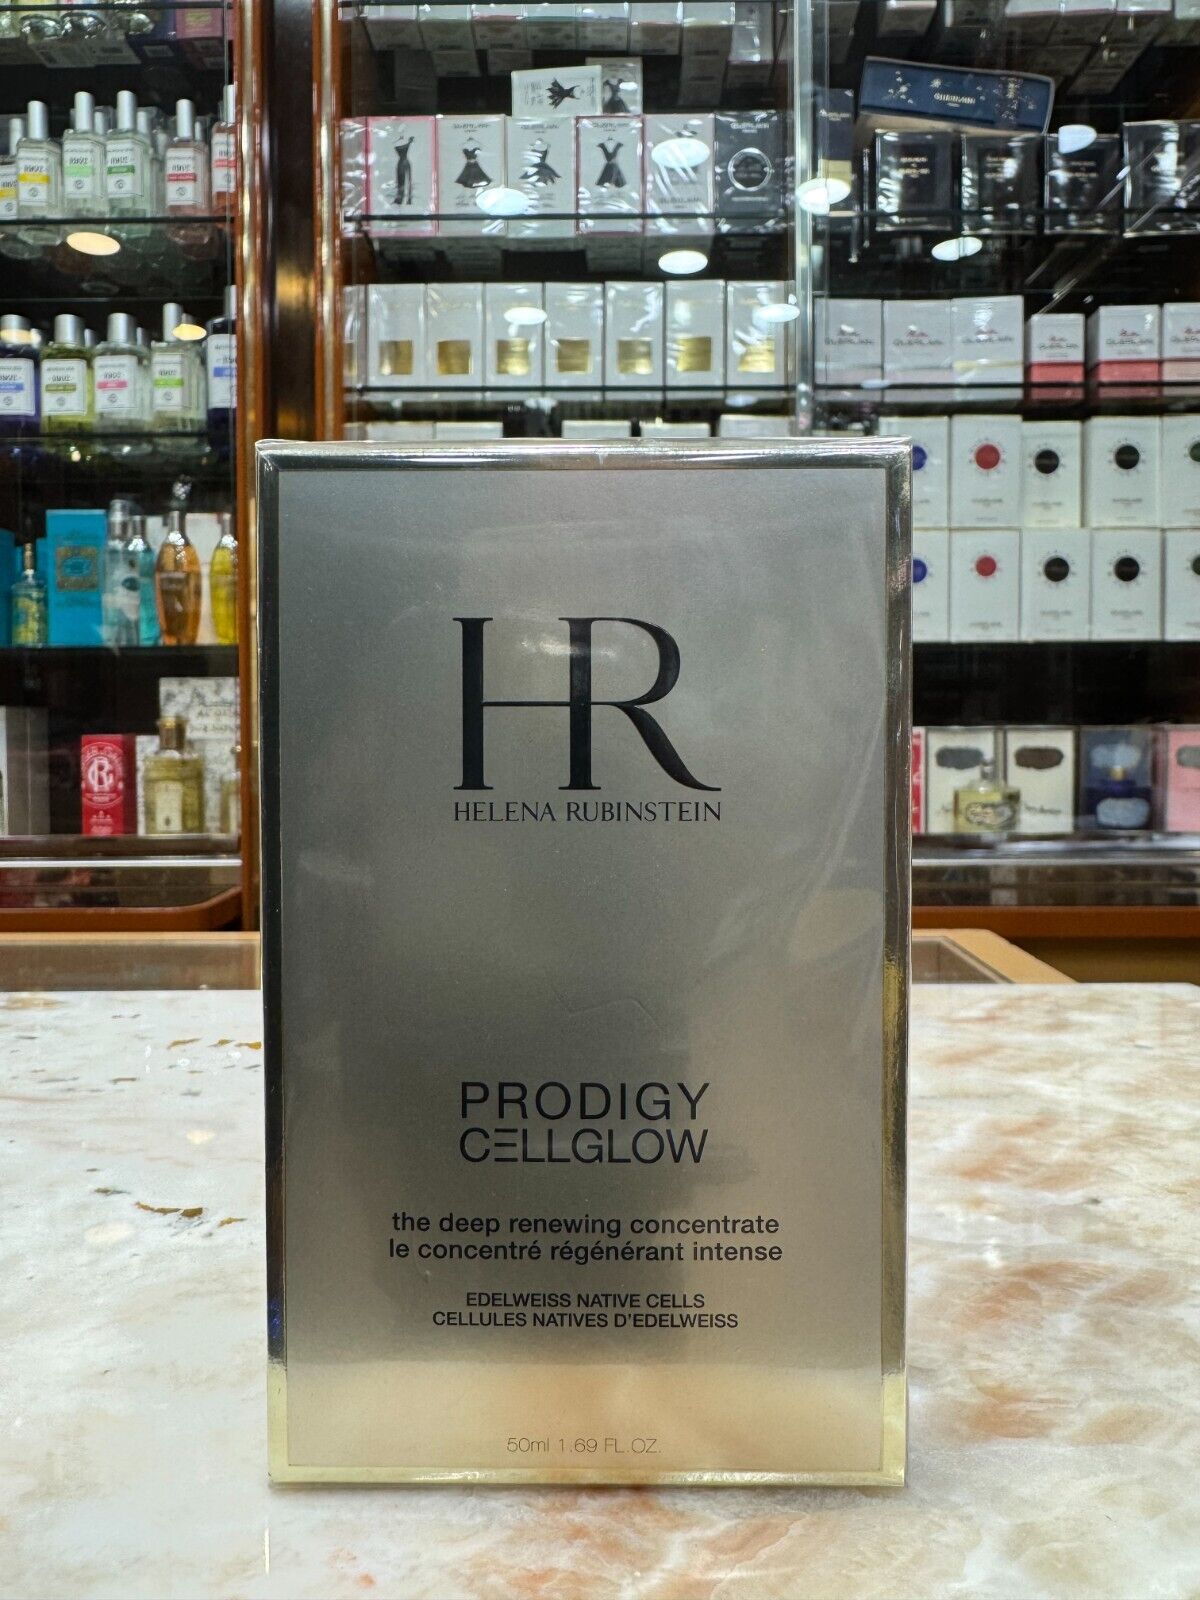 HR
HELENA RUBINSTEIN
PRODIGY
CELLGLOW
the deep renewing concentrate
le concentré régénérant intense
EDELWEISS NATIVE CELLS
CELLULES NATIVES D'EDELWEISS
50ml 1.69 FL.OZ.